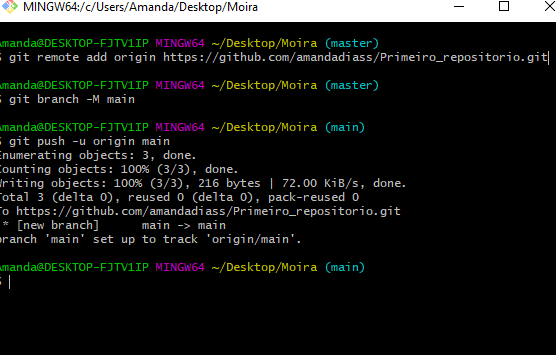 MINGW64:/c/Users/Amanda/Desktop/Moira
Amanda@DESKTOP-FJTV1IP MINGW64 ~/Desktop/Moira (master)
$ git remote add origin https://github.com/amandadiass/Primeiro_repositorio.git
Amanda@DESKTOP-FJTV1IP MINGW64 ~/Desktop/Moira (master)
$ git branch -M main
Amanda@DESKTOP-FJTV1IP MINGW64 ~/Desktop/Moira (main)
$ git push -u origin main
Enumerating objects: 3, done.
Counting objects: 100% (3/3), done.
Writing objects: 100% (3/3), 216 bytes | 72.00 KiB/s, done.
Total 3 (delta 0), reused 0 (delta 0), pack-reused 0
To https://github.com/amandadiass/Primeiro_repositorio.git
* [new branch]      main -> main
branch 'main' set up to track 'origin/main'.
Amanda@DESKTOP-FJTV1IP MINGW64 ~/Desktop/Moira (main)
$